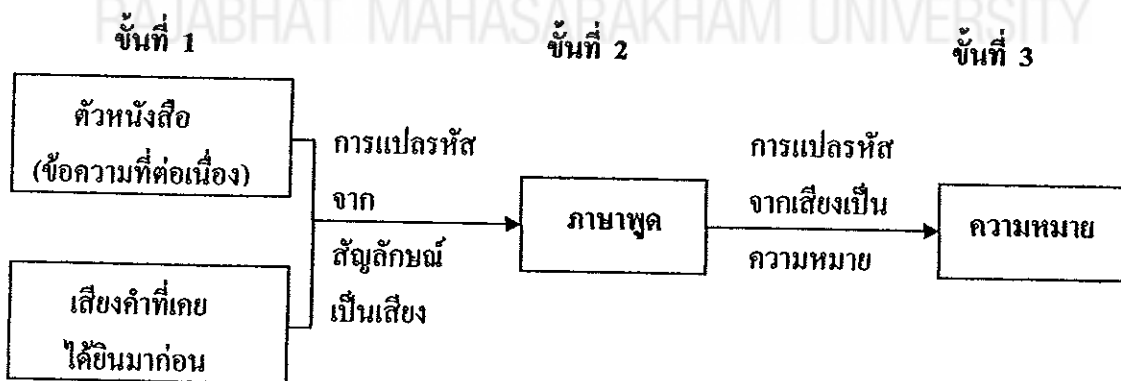 RAJABHAT MAHASARAKHAM UNIVERSITY
ขั้นที่ 1
ขั้นที่ 2
ขั้นที่ 3
ตัวหนังสือ
(ข้อความที่ต่อเนื่อง)
เสียงคำที่เคย
ได้ยินมาก่อน
การแปลรหัส
จาก
สัญลักษณ์
เป็นเสียง
ภาษาพูด
การแปลรหัส
จากเสียงเป็น
ความหมาย
ความหมาย